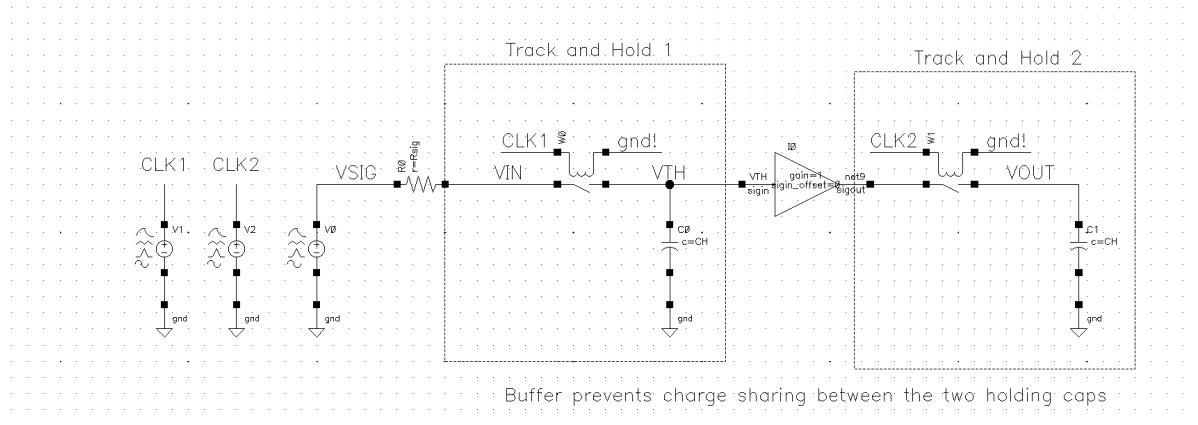 Track and Hold 1
Track and Hold 2
CLK1 W0 gnd!
I0
CLK2 W1 gnd!
CLK1 CLK2
VSIG R0 r=Rsig VIN VTH
VTH sigin
gain=1
sigin_offset=0
net9 sigout
VOUT
V1 V2 V0
C0
c=CH
C1
c=CH
gnd gnd gnd gnd gnd
Buffer prevents charge sharing between the two holding caps